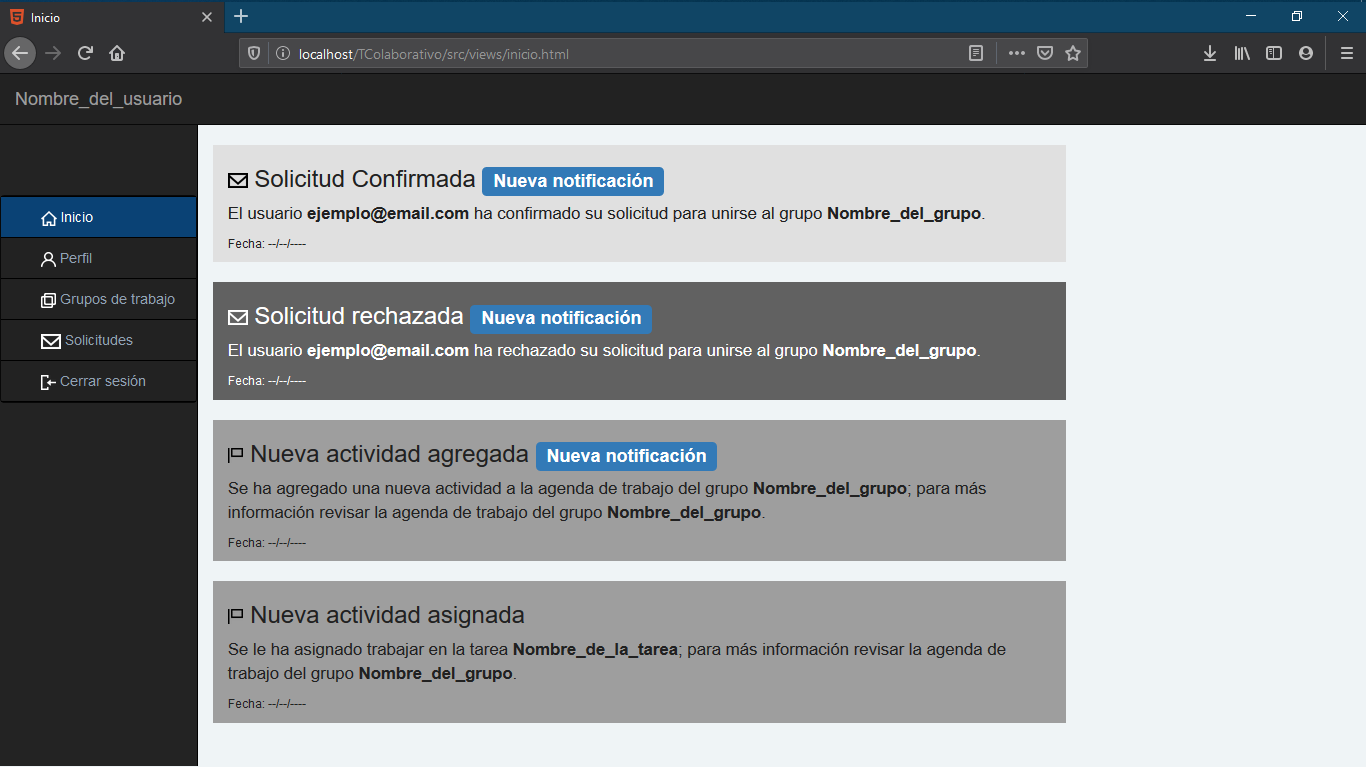 Inicio
localhost/TColaborativo/src/views/inicio.html
Nombre_del_usuario
Inicio
Perfil
Grupos de trabajo
Solicitudes
Cerrar sesión
Solicitud Confirmada Nueva notificación
El usuario ejemplo@email.com ha confirmado su solicitud para unirse al grupo Nombre_del_grupo.
Fecha: --/--/----
Solicitud rechazada Nueva notificación
El usuario ejemplo@email.com ha rechazado su solicitud para unirse al grupo Nombre_del_grupo.
Fecha: --/--/----
Nueva actividad agregada Nueva notificación
Se ha agregado una nueva actividad a la agenda de trabajo del grupo Nombre_del_grupo; para más
información revisar la agenda de trabajo del grupo Nombre_del_grupo.
Fecha: --/--/----
Nueva actividad asignada
Se le ha asignado trabajar en la tarea Nombre_de_la_tarea; para más información revisar la agenda de
trabajo del grupo Nombre_del_grupo.
Fecha: --/--/----